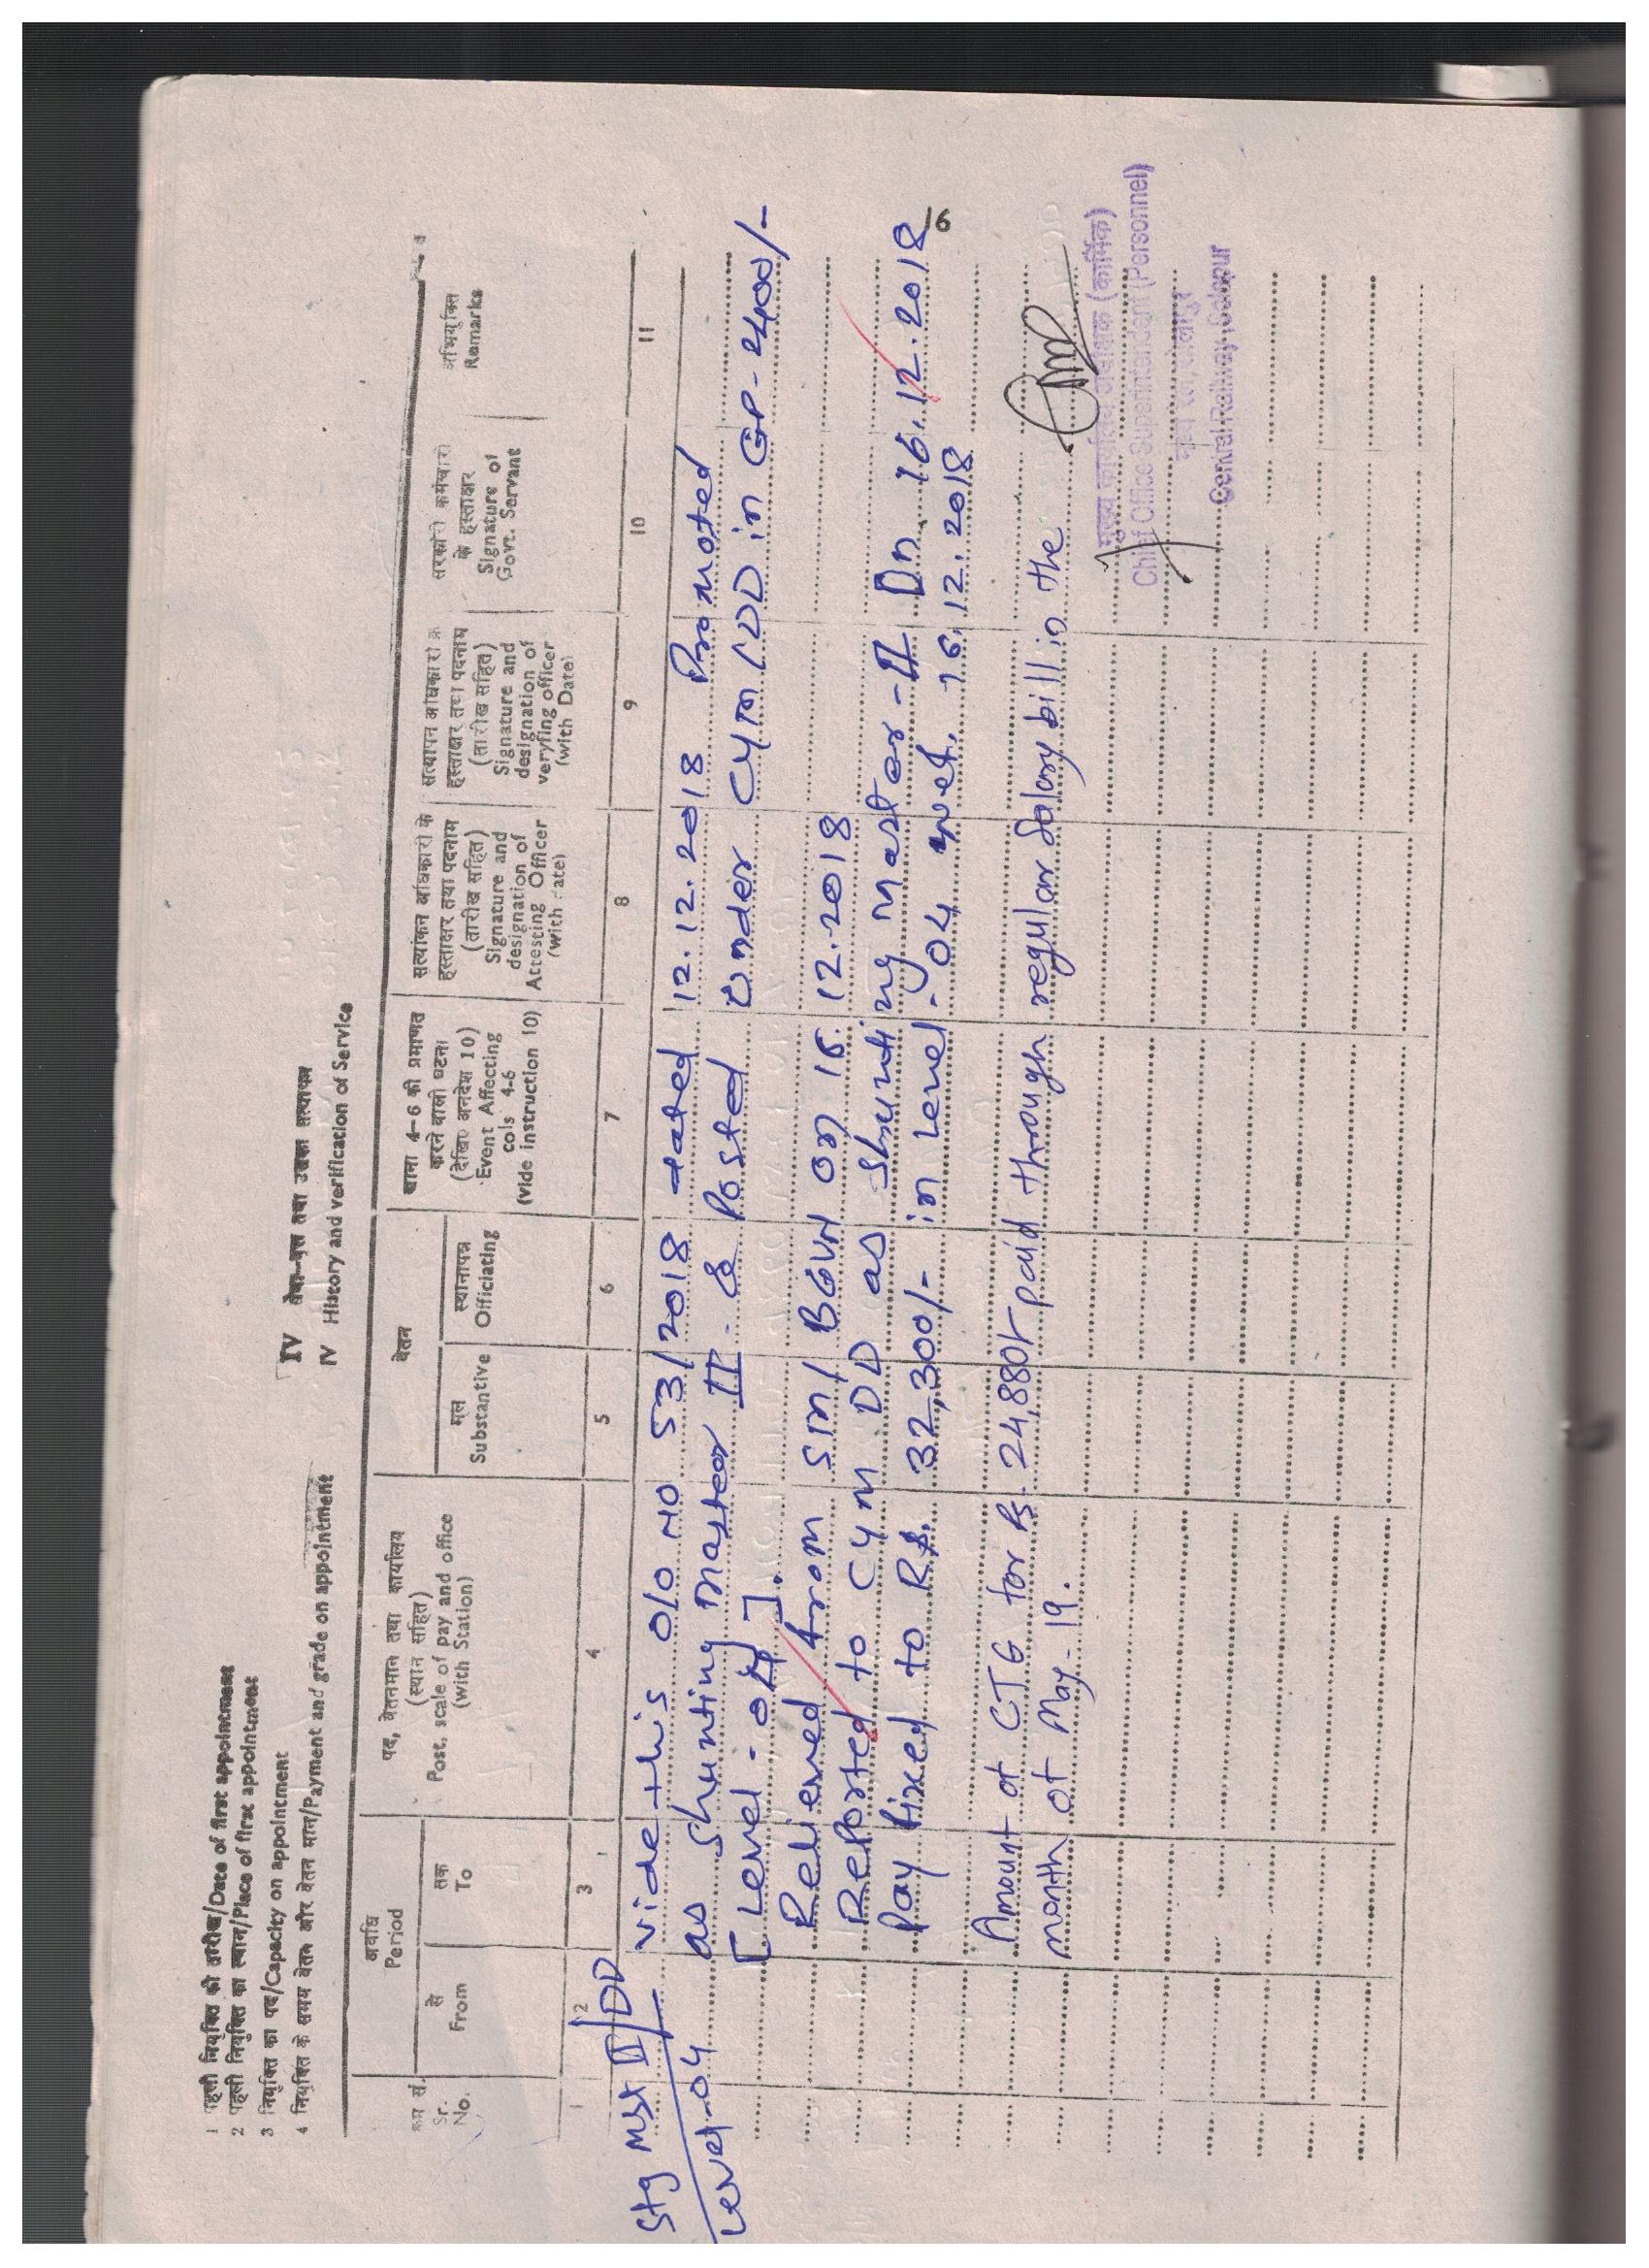 1 पहली नियुक्ति की तारीख/Date of first appointment
2 पहली नियुक्ति का स्थान/Place of first appointment
3 नियुक्ति का पद/Capacity on appointment
4 नियुक्ति के समय वेतन और वेतन मान/Payment and grade on appointment
IV सेवा-वृत्त तथा उसका सत्यापन
IV History and verification of Service
क्रम सं.
Sr. No.
अवधि
Period
से
From
तक
To
पद, वेतनमान तथा कार्यालय
(स्थान सहित)
Post, scale of pay and office
(with Station)
वेतन
मूल
Substantive
स्थानापन्न
Officiating
खाना 4-6 को प्रमाणत
करने वाली घटना
(देखिए अनदेश 10)
Event Affecting
cols 4-6
(vide instruction 10)
सत्यांकन अधिकारी के
हस्ताक्षर तथा पदनाम
(तारीख सहित)
Signature and
designation of
Attesting Officer
(with date)
सत्यापन अधिकारी के
हस्ताक्षर तथा पदनाम
(तारीख सहित)
Signature and
designation of
veryfing officer
(with Date)
सरकारी कर्मचारी
के हस्ताक्षर
Signature of
Govt. Servant
अभियुक्ति
Remarks
1 2 3 4 5 6 7 8 9 10 11
Stg Mst II/DD
Level-04
vide this O/O NO 53/2018 dated 12.12.2018 Promoted
as Shunting Master II & Posted under CYM/DD in GP-2400/-
[Level-04].
Relieved from SM/BGVN on 15.12.2018
Reported to CYM DD as Shunting Master-II On 16.12.2018
16
Pay fixed to Rs. 32,300/- in level-04 wef. 16.12.2018
Amount of CTG for Rs. 24,880/- paid through regular salary bill in the
month of May-19.
मुख्य कार्यालय अधीक्षक (कार्मिक)
Chief Office Superintendent (Personnel)
मध्य रेल, सोलापुर
Central Railway, Solapur